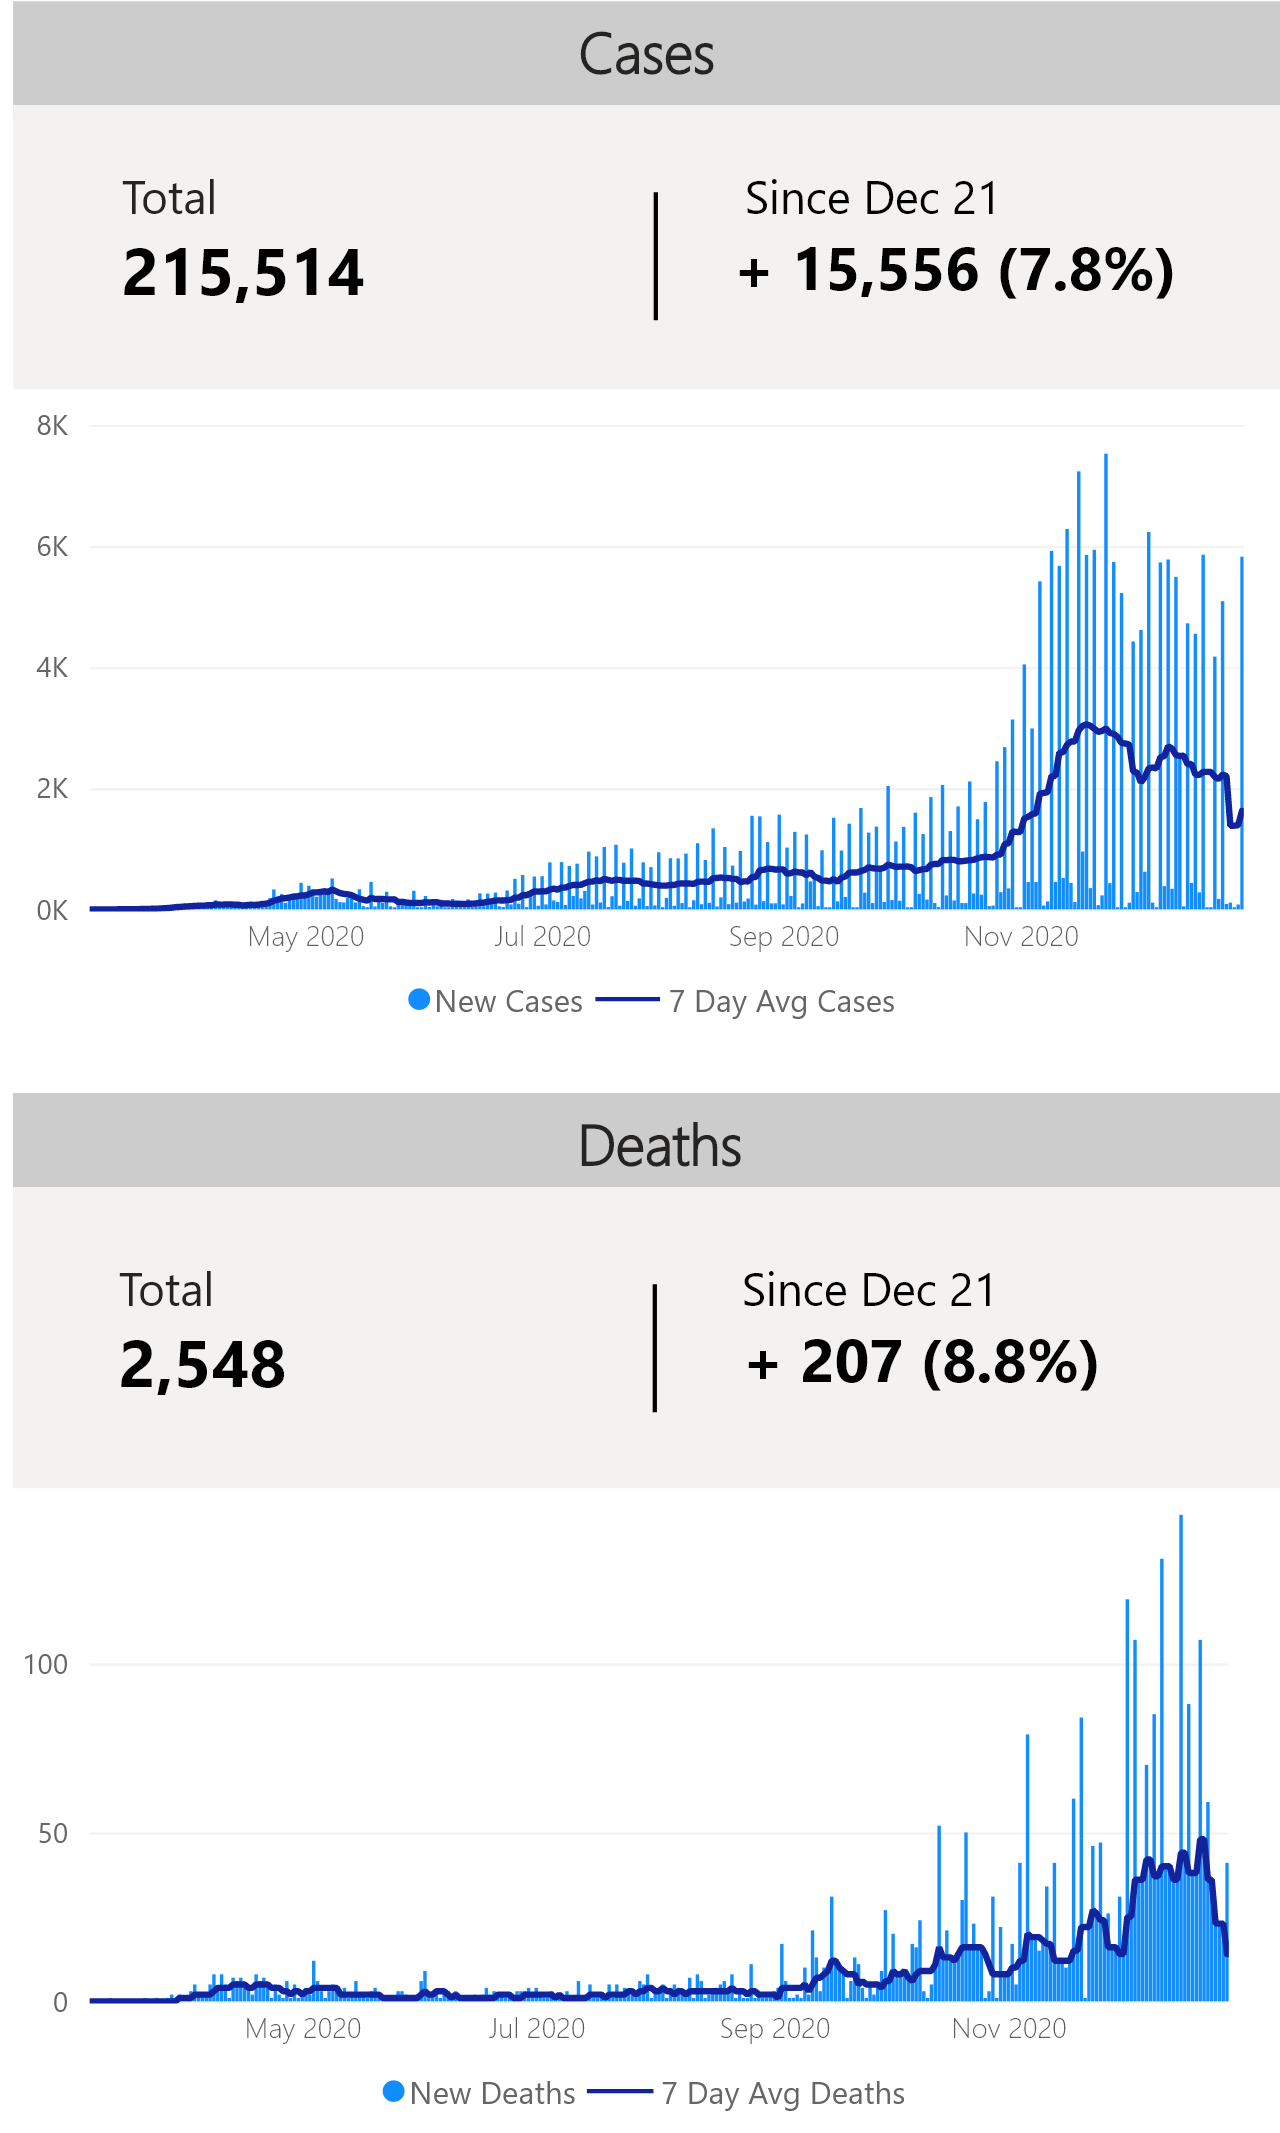 Cases
Total
Since Dec 21
215,514
+ 15,556 (7.8%)
8K
6K
4K
2K
0K
May 2020
Jul 2020
Sep 2020
Nov 2020
New Cases
7 Day Avg Cases
Deaths
Total
Since Dec 21
2,548
+ 207 (8.8%)
100
50
0
May 2020
Jul 2020
Sep 2020
Nov 2020
New Deaths
7 Day Avg Deaths